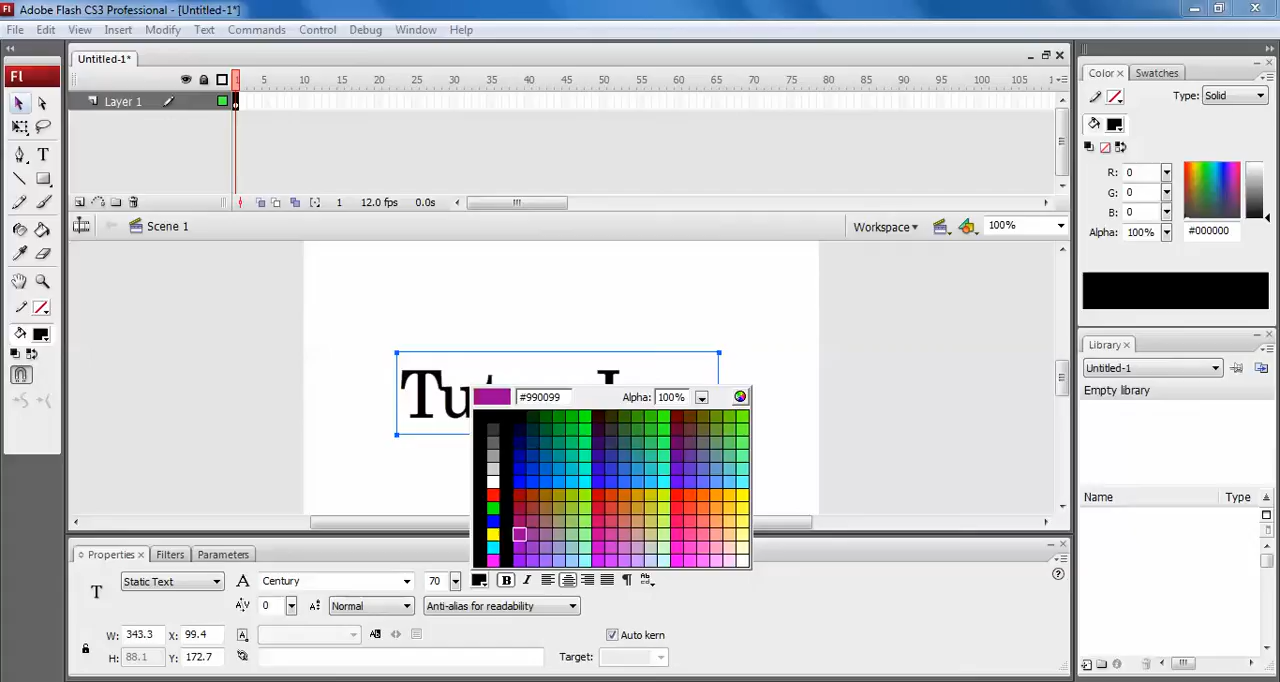 Fl Adobe Flash CS3 Professional - [Untitled-1*]
File Edit View Insert Modify Text Commands Control Debug Window Help
Fl
Untitled-1*
1 5 10 15 20 25 30 35 40 45 50 55 60 65 70 75 80 85 90 95 100 105
Layer 1
1 12.0 fps 0.0s
Scene 1
Workspace 100%
Color Swatches
Type: Solid
R: 0
G: 0
B: 0
Alpha: 100% #000000
Library
Untitled-1
Empty library
Name Type
#990099 Alpha: 100%
Properties Filters Parameters
T Static Text A Century 70 B I
0 Normal Anti-alias for readability
W: 343.3 X: 99.4
H: 88.1 Y: 172.7
Auto kern
Target: